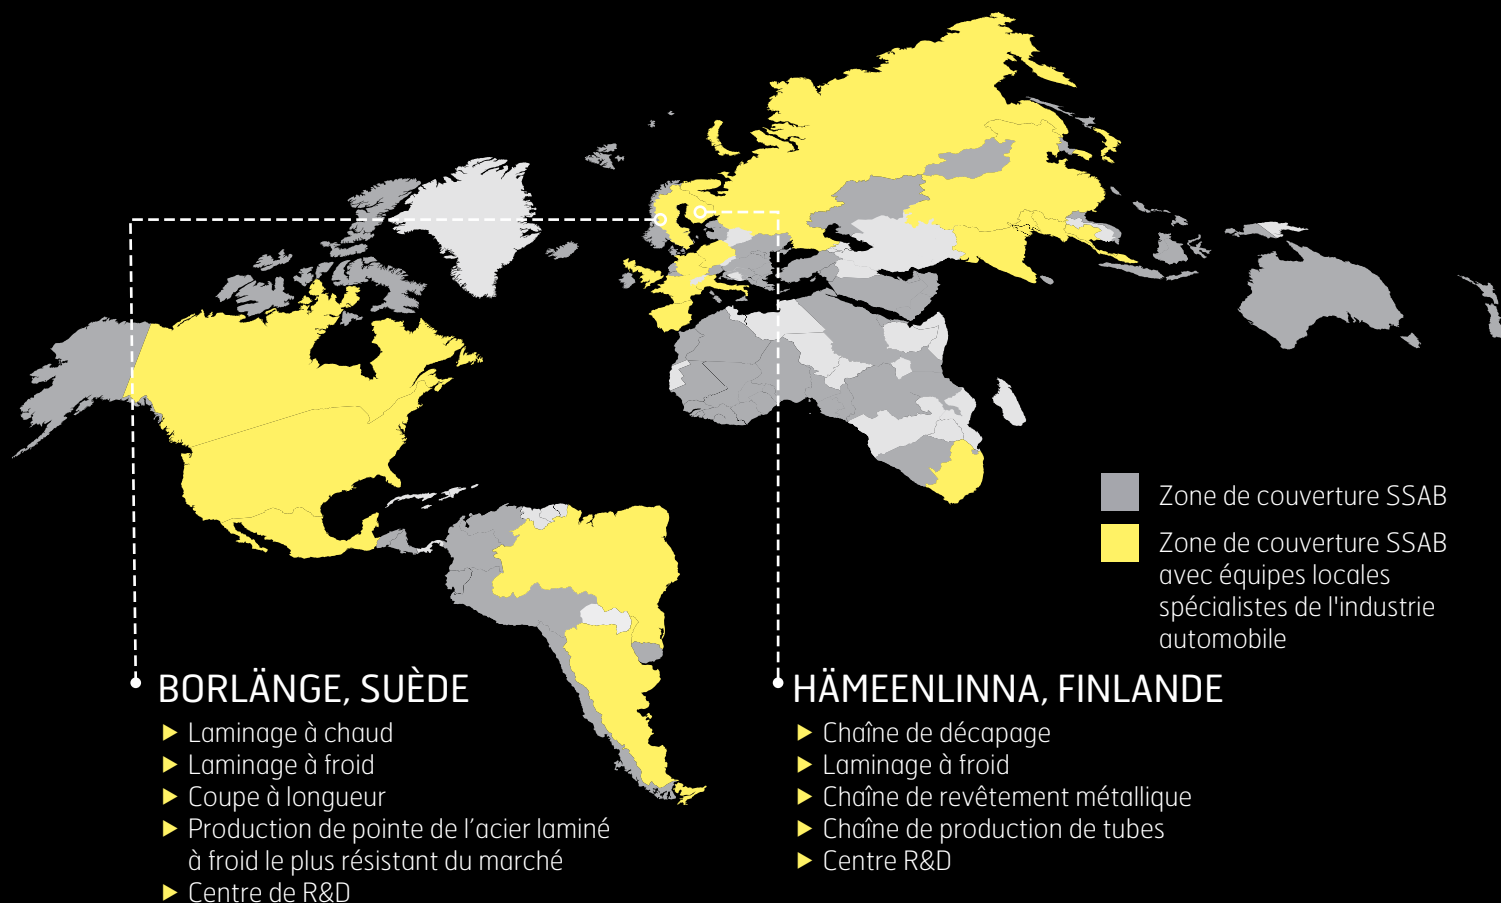 Zone de couverture SSAB
Zone de couverture SSAB
avec équipes locales
spécialistes de l'industrie
automobile
BORLÄNGE, SUÈDE
Laminage à chaud
Laminage à froid
Coupe à longueur
Production de pointe de l´acier laminé
à froid le plus résistant du marché
Centre de R&D
HÄMEENLINNA, FINLANDE
Chaîne de décapage
Laminage à froid
Chaîne de revêtement métallique
Chaîne de production de tubes
Centre R&D